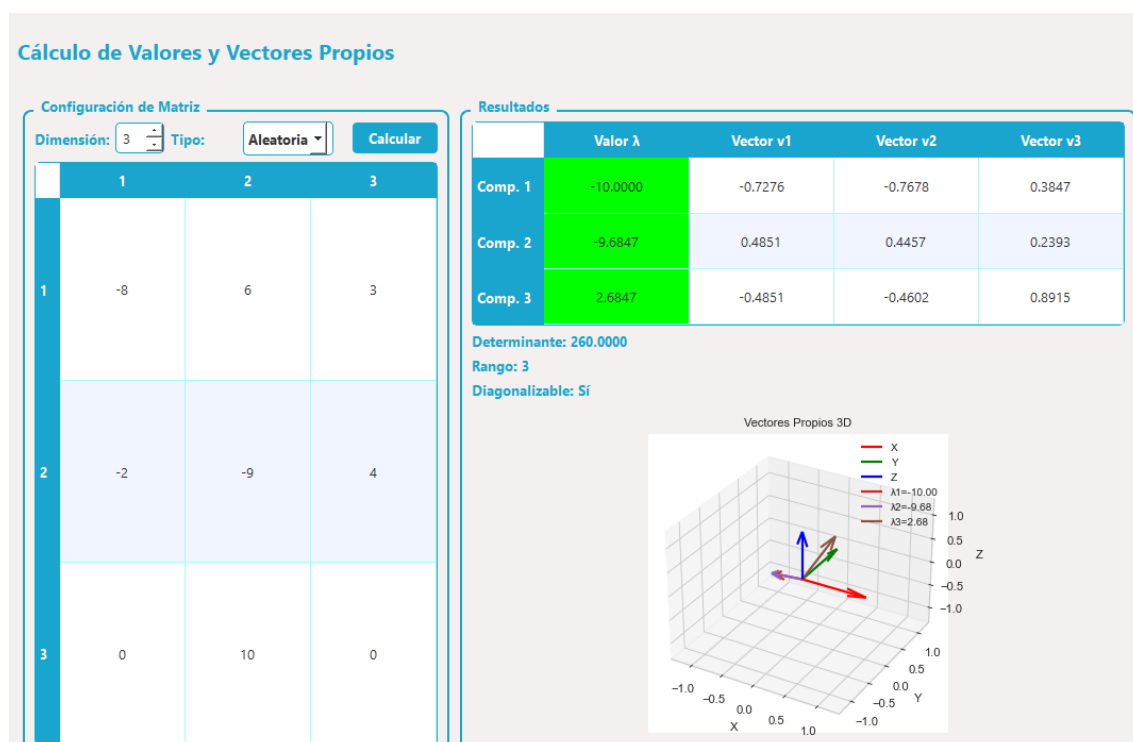 Cálculo de Valores y Vectores Propios
Configuración de Matriz
Dimensión: 3 Tipo: Aleatoria Calcular
1 2 3
1 -8 6 3
2 -2 -9 4
3 0 10 0
Resultados
Valor λ Vector v1 Vector v2 Vector v3
Comp. 1 -10.0000 -0.7276 -0.7678 0.3847
Comp. 2 -9.6847 0.4851 0.4457 0.2393
Comp. 3 2.6847 -0.4851 -0.4602 0.8915
Determinante: 260.0000
Rango: 3
Diagonalizable: Sí
Vectores Propios 3D
X
Y
Z
λ1=-10.00
λ2=-9.68
λ3=2.68
1.0
0.5
0.0
−0.5
−1.0
Z
1.0
0.5
0.0
−0.5
−1.0
Y
−1.0
−0.5
0.0
0.5
1.0
X